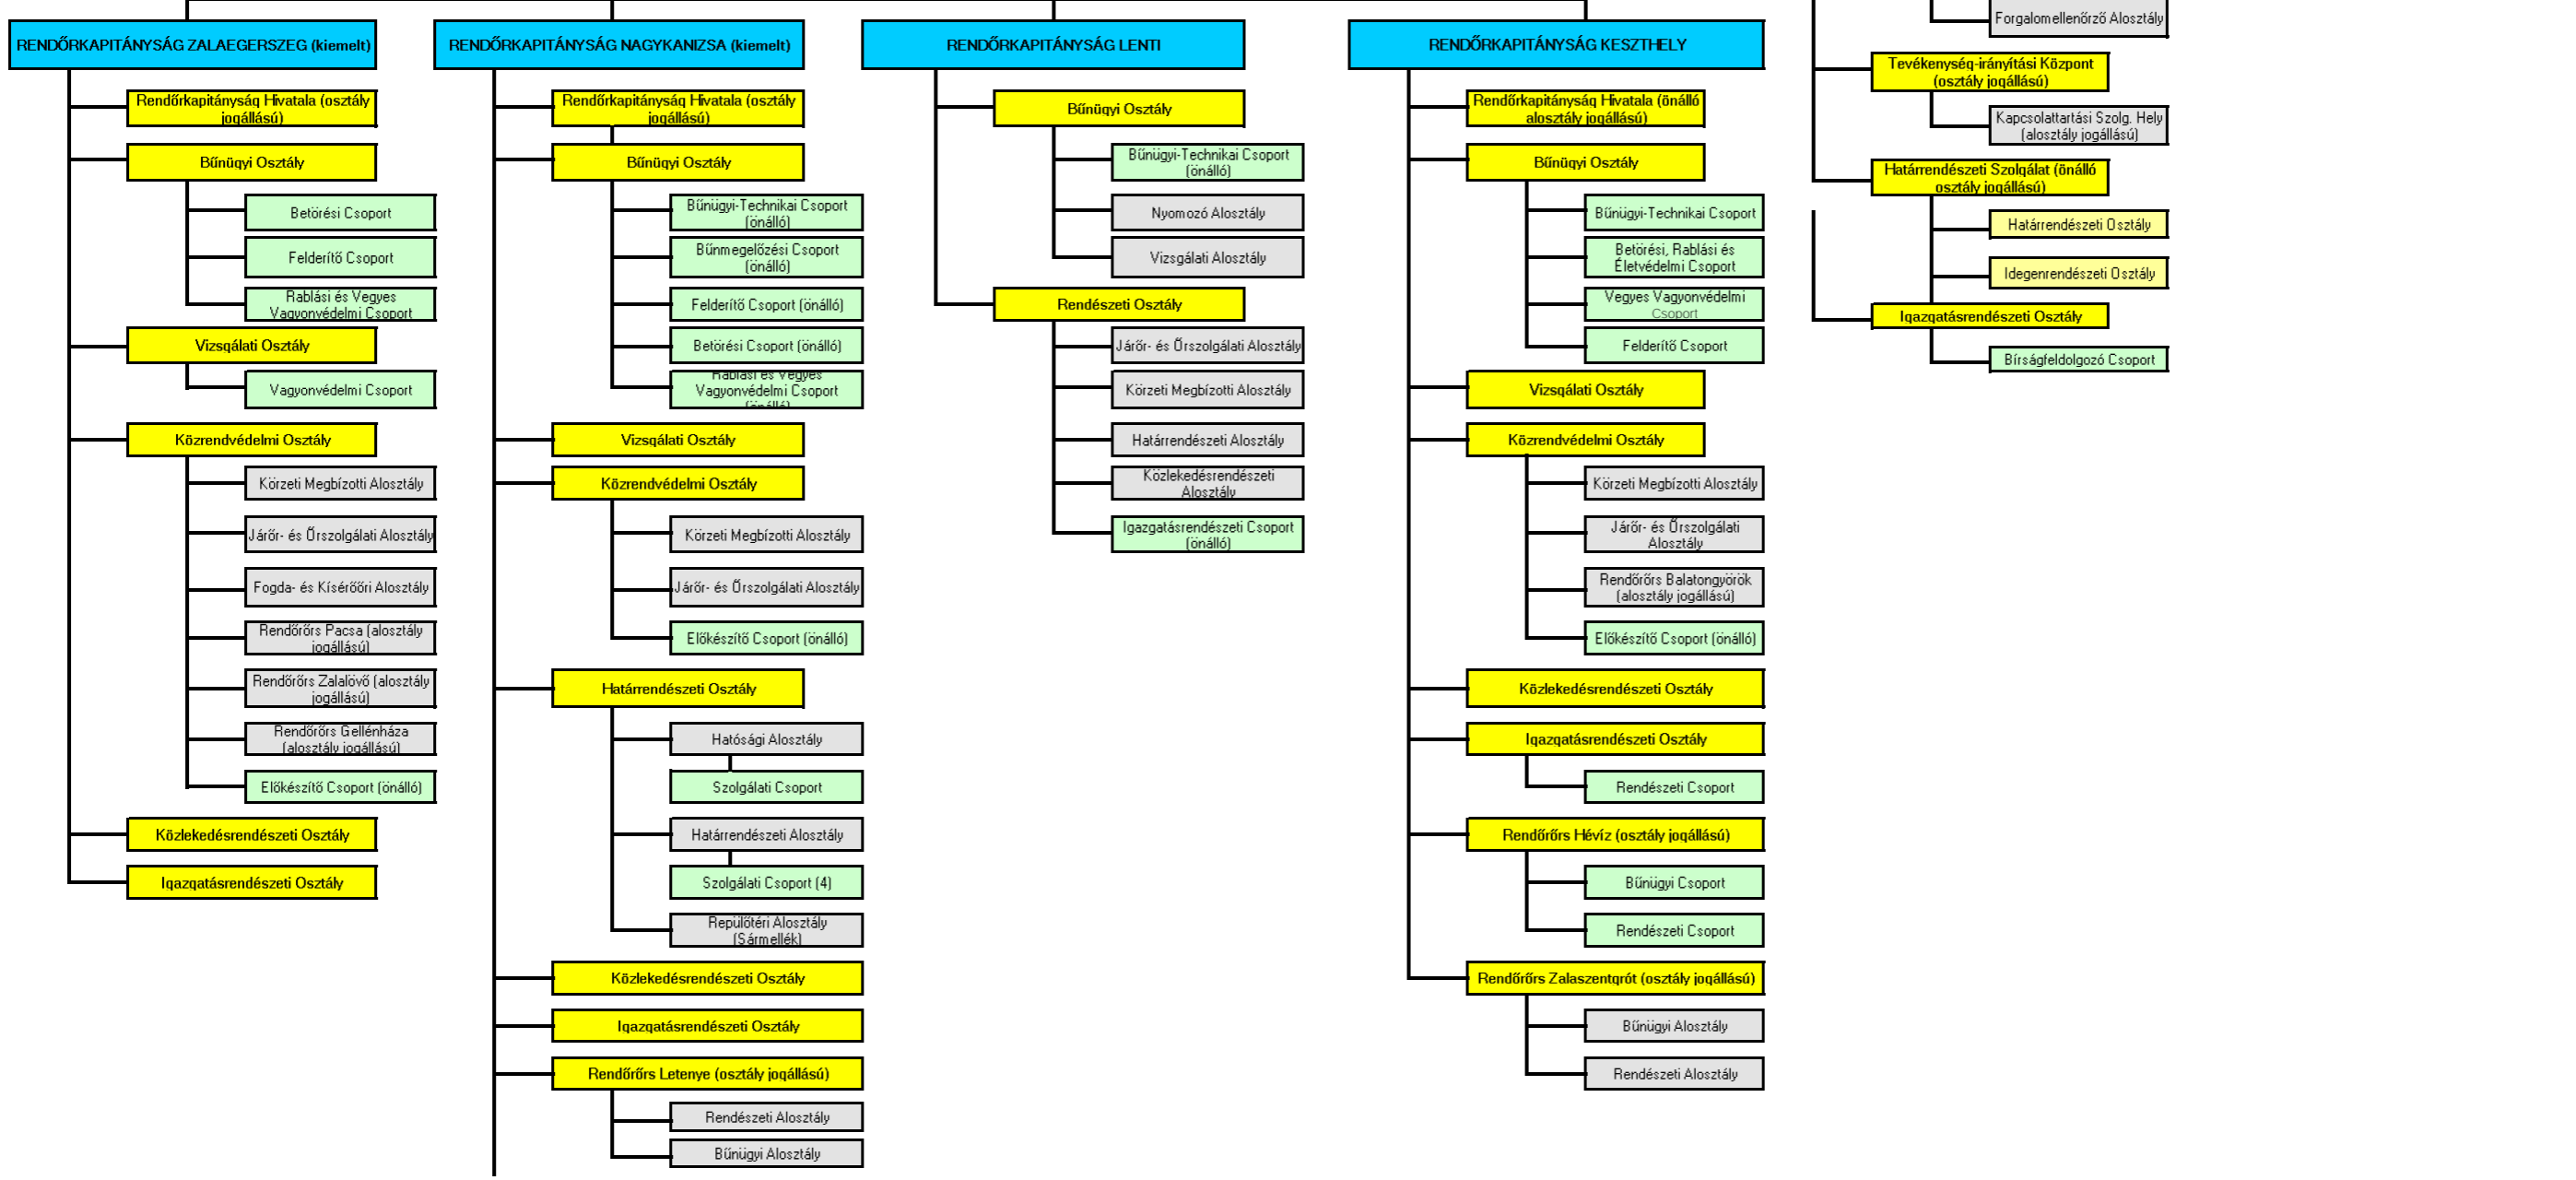 RENDŐRKAPITÁNYSÁG ZALAEGERSZEG (kiemelt)
Rendőrkapitányság Hivatala (osztály
jogállású)
Bűnügyi Osztály
Betörési Csoport
Felderítő Csoport
Rablási és Vegyes
Vagyonvédelmi Csoport
Vizsgálati Osztály
Vagyonvédelmi Csoport
Közrendvédelmi Osztály
Körzeti Megbízotti Alosztály
Járőr- és Őrszolgálati Alosztály
Fogda- és Kísérőőri Alosztály
Rendőrőrs Pacsa (alosztály
jogállású)
Rendőrőrs Zalalövő (alosztály
jogállású)
Rendőrőrs Gellénháza
(alosztály jogállású)
Előkészítő Csoport (önálló)
Közlekedésrendészeti Osztály
Igazgatásrendészeti Osztály
RENDŐRKAPITÁNYSÁG NAGYKANIZSA (kiemelt)
Rendőrkapitányság Hivatala (osztály
jogállású)
Bűnügyi Osztály
Bűnügyi-Technikai Csoport
(önálló)
Bűnmegelőzési Csoport
(önálló)
Felderítő Csoport (önálló)
Betörési Csoport (önálló)
Rablási és Vegyes
Vagyonvédelmi Csoport
(önálló)
Vizsgálati Osztály
Közrendvédelmi Osztály
Körzeti Megbízotti Alosztály
Járőr- és Őrszolgálati Alosztály
Előkészítő Csoport (önálló)
Határrendészeti Osztály
Hatósági Alosztály
Szolgálati Csoport
Határrendészeti Alosztály
Szolgálati Csoport (4)
Repülőtéri Alosztály
(Sármellék)
Közlekedésrendészeti Osztály
Igazgatásrendészeti Osztály
Rendőrőrs Letenye (osztály jogállású)
Rendészeti Alosztály
Bűnügyi Alosztály
RENDŐRKAPITÁNYSÁG LENTI
Bűnügyi Osztály
Bűnügyi-Technikai Csoport
(önálló)
Nyomozó Alosztály
Vizsgálati Alosztály
Rendészeti Osztály
Járőr- és Őrszolgálati Alosztály
Körzeti Megbízotti Alosztály
Határrendészeti Alosztály
Közlekedésrendészeti
Alosztály
Igazgatásrendészeti Csoport
(önálló)
RENDŐRKAPITÁNYSÁG KESZTHELY
Rendőrkapitányság Hivatala (önálló
alosztály jogállású)
Bűnügyi Osztály
Bűnügyi-Technikai Csoport
Betörési, Rablási és
Életvédelmi Csoport
Vegyes Vagyonvédelmi
Csoport
Felderítő Csoport
Vizsgálati Osztály
Közrendvédelmi Osztály
Körzeti Megbízotti Alosztály
Járőr- és Őrszolgálati
Alosztály
Rendőrőrs Balatongyörök
(alosztály jogállású)
Előkészítő Csoport (önálló)
Közlekedésrendészeti Osztály
Igazgatásrendészeti Osztály
Rendészeti Csoport
Rendőrőrs Hévíz (osztály jogállású)
Bűnügyi Csoport
Rendészeti Csoport
Rendőrőrs Zalaszentgrót (osztály jogállású)
Bűnügyi Alosztály
Rendészeti Alosztály
Forgalomellenőrző Alosztály
Tevékenység-irányítási Központ
(osztály jogállású)
Kapcsolattartási Szolg. Hely
(alosztály jogállású)
Határrendészeti Szolgálat (önálló
osztály jogállású)
Határrendészeti Osztály
Idegenrendészeti Osztály
Igazgatásrendészeti Osztály
Bírságfeldolgozó Csoport